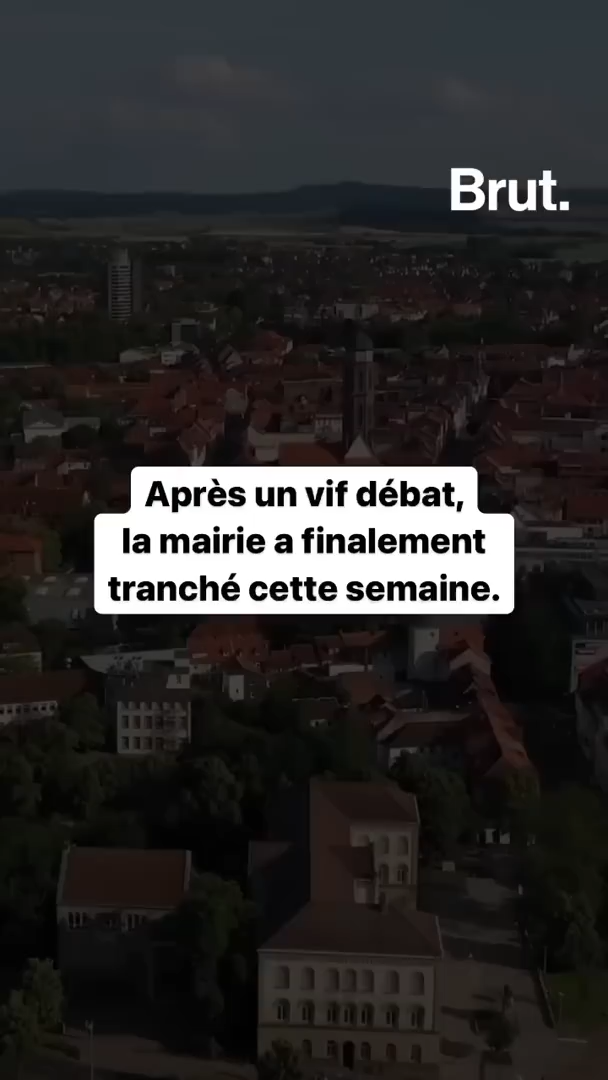 Brut.
Après un vif débat,
la mairie a finalement
tranché cette semaine.